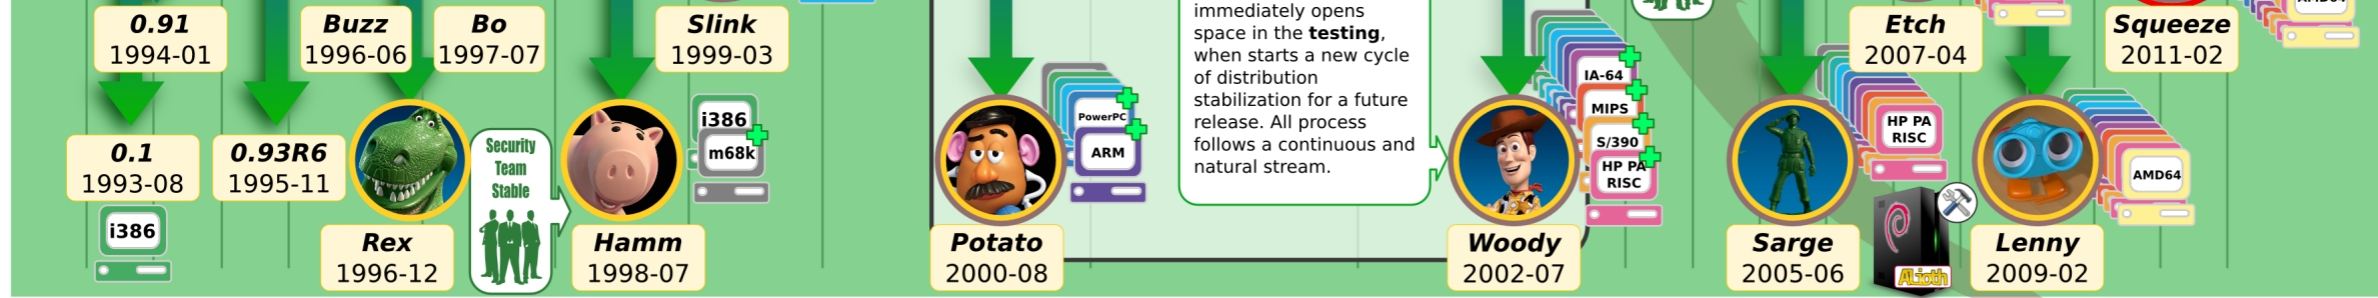 0.91
1994-01
Buzz
1996-06
Bo
1997-07
Slink
1999-03
0.1
1993-08
i386
0.93R6
1995-11
Rex
1996-12
Security
Team
Stable
Hamm
1998-07
i386
m68k
Potato
2000-08
PowerPC
ARM
immediately opens
space in the testing,
when starts a new cycle
of distribution
stabilization for a future
release. All process
follows a continuous and
natural stream.
Woody
2002-07
IA-64
MIPS
S/390
HP PA
RISC
Sarge
2005-06
HP PA
RISC
Etch
2007-04
ALioth
Lenny
2009-02
AMD64
Squeeze
2011-02
AMD64